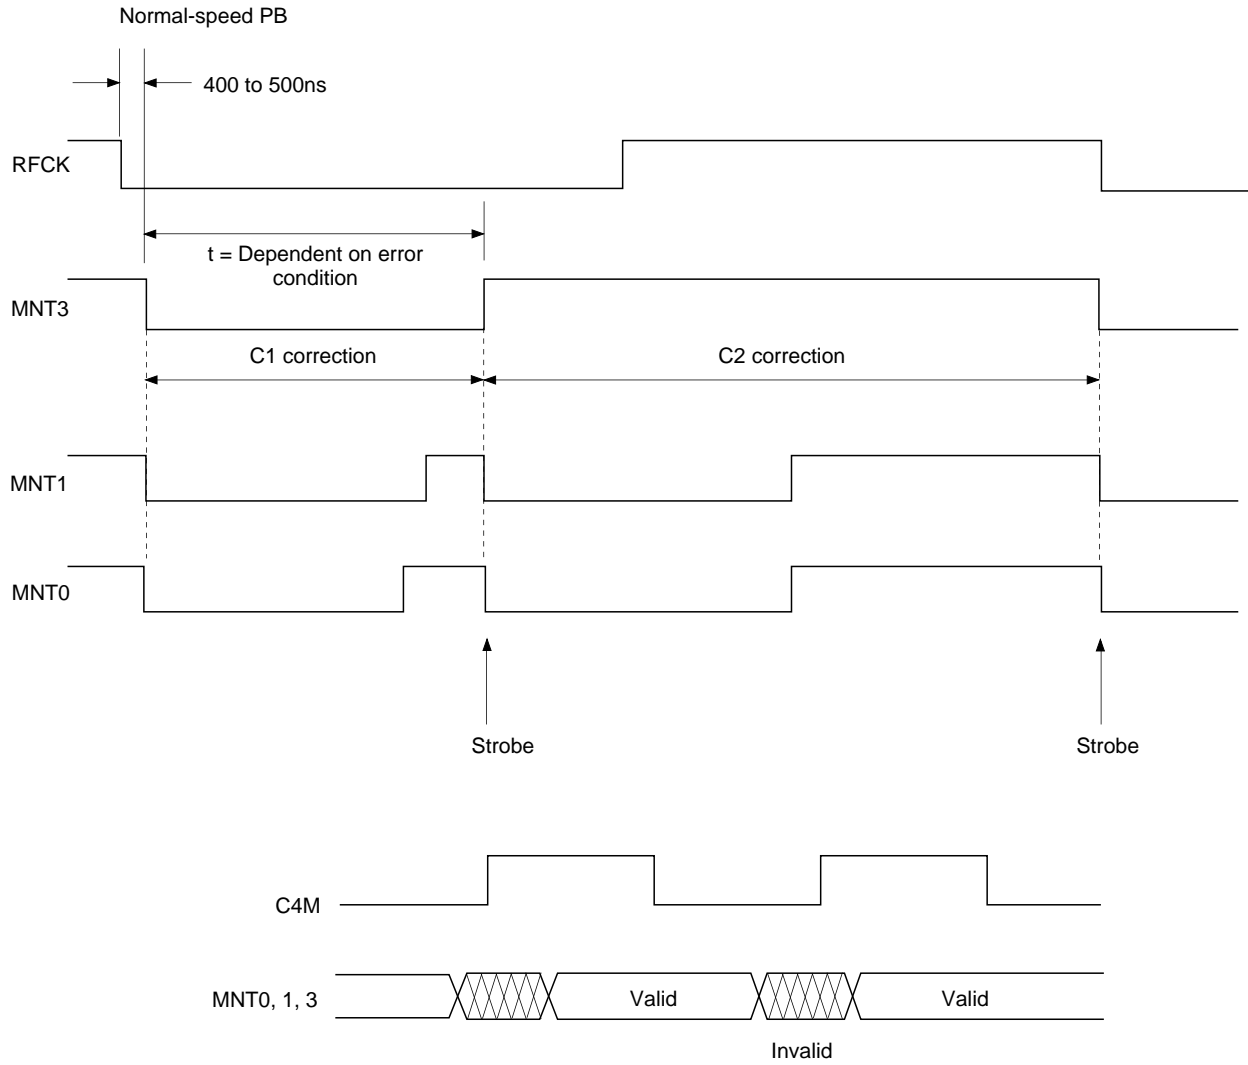 Normal-speed PB
400 to 500ns
RFCK
t = Dependent on error
condition
MNT3
C1 correction
C2 correction
MNT1
MNT0
Strobe
Strobe
C4M
MNT0, 1, 3
Valid
Valid
Invalid